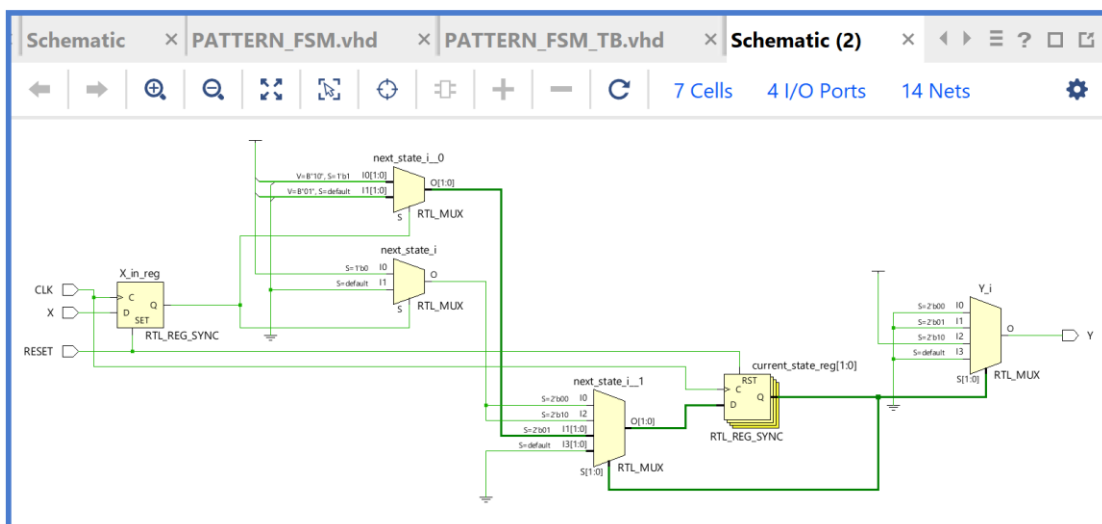 Schematic
PATTERN_FSM.vhd
PATTERN_FSM_TB.vhd
Schematic (2)
7 Cells
4 I/O Ports
14 Nets
next_state_i__0
V=B"10", S=1'b1
I0[1:0]
V=B"01", S=default
I1[1:0]
O[1:0]
S
RTL_MUX
next_state_i
S=1'b0
I0
S=default
I1
O
S
RTL_MUX
X_in_reg
CLK
C
Q
X
D
SET
RTL_REG_SYNC
RESET
next_state_i__1
S=2'b00
I0
S=2'b10
I2
S=2'b01
I1[1:0]
S=default
I3[1:0]
O[1:0]
S[1:0]
RTL_MUX
current_state_reg[1:0]
RST
C
Q
D
RTL_REG_SYNC
Y_i
S=2'b00
I0
S=2'b01
I1
S=2'b10
I2
S=default
I3
O
S[1:0]
RTL_MUX
Y